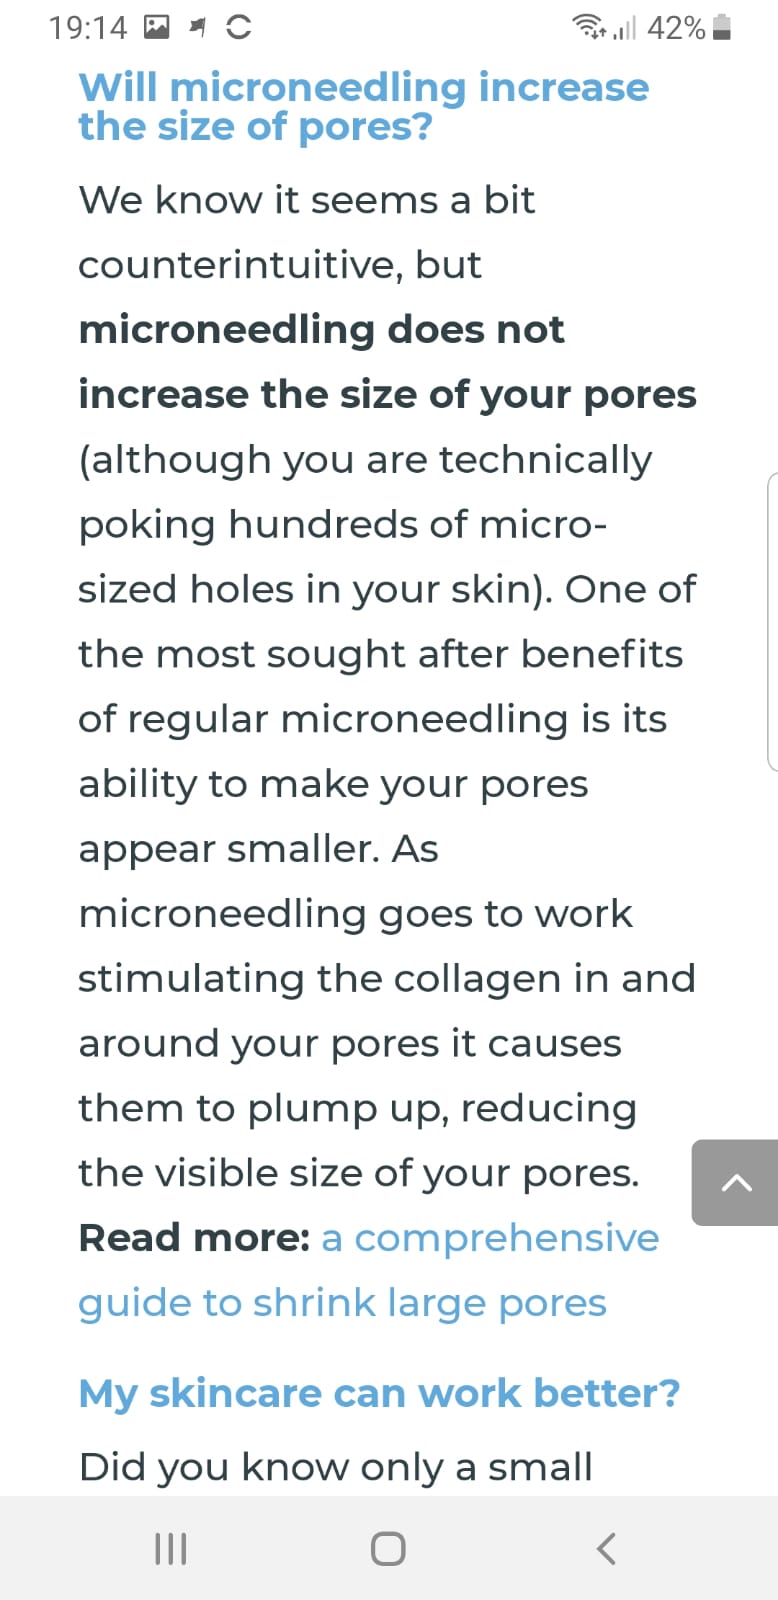 19:14
42%
Will microneedling increase
the size of pores?
We know it seems a bit
counterintuitive, but
microneedling does not
increase the size of your pores
(although you are technically
poking hundreds of micro-
sized holes in your skin). One of
the most sought after benefits
of regular microneedling is its
ability to make your pores
appear smaller. As
microneedling goes to work
stimulating the collagen in and
around your pores it causes
them to plump up, reducing
the visible size of your pores.
Read more: a comprehensive
guide to shrink large pores
My skincare can work better?
Did you know only a small